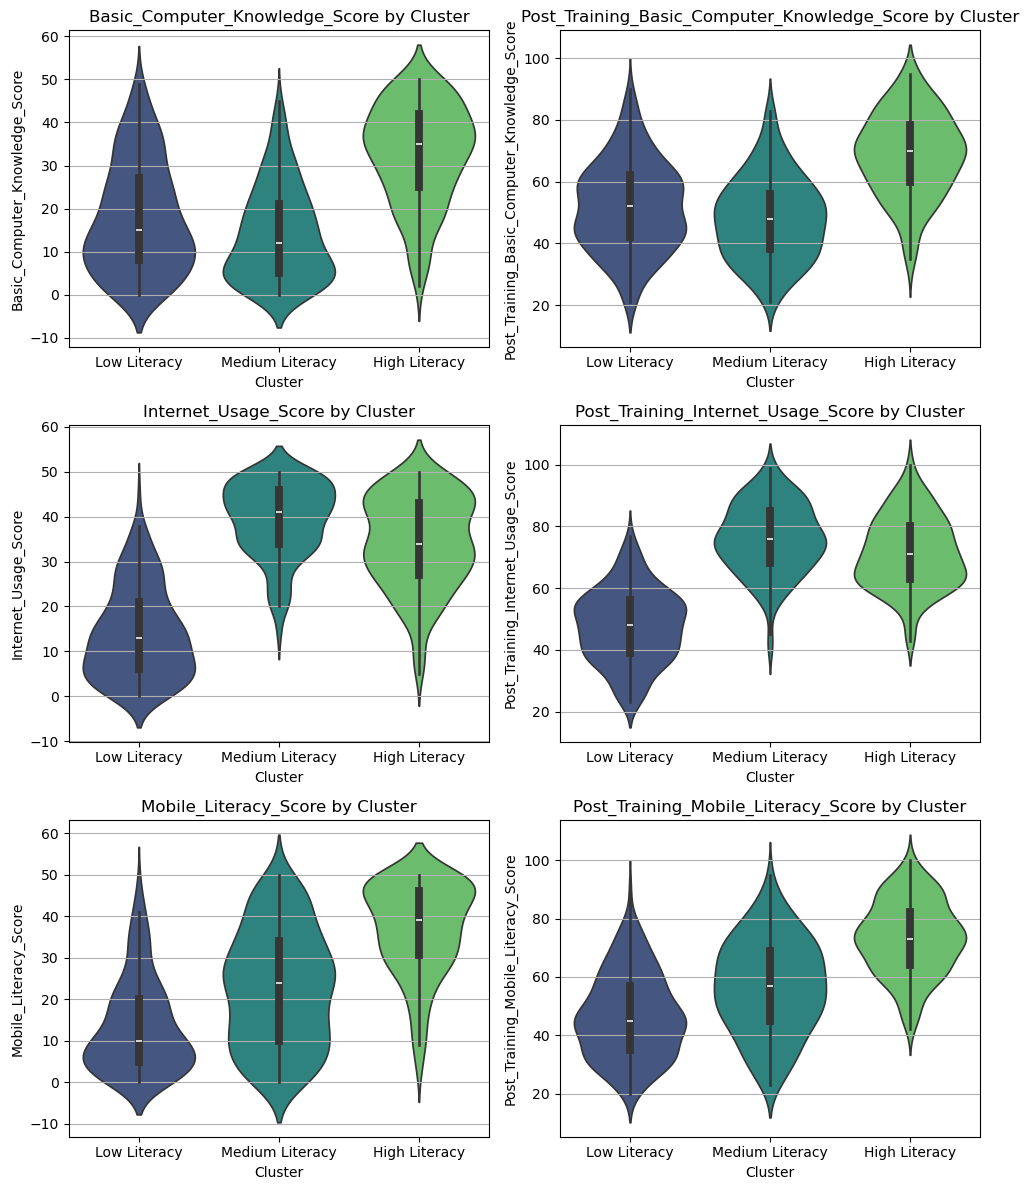 Basic_Computer_Knowledge_Score by Cluster
Basic_Computer_Knowledge_Score
60
50
40
30
20
10
0
−10
Low Literacy Medium Literacy High Literacy
Cluster
Post_Training_Basic_Computer_Knowledge_Score by Cluster
Post_Training_Basic_Computer_Knowledge_Score
100
80
60
40
20
Low Literacy Medium Literacy High Literacy
Cluster
Internet_Usage_Score by Cluster
Internet_Usage_Score
60
50
40
30
20
10
0
−10
Low Literacy Medium Literacy High Literacy
Cluster
Post_Training_Internet_Usage_Score by Cluster
Post_Training_Internet_Usage_Score
100
80
60
40
20
Low Literacy Medium Literacy High Literacy
Cluster
Mobile_Literacy_Score by Cluster
Mobile_Literacy_Score
60
50
40
30
20
10
0
−10
Low Literacy Medium Literacy High Literacy
Cluster
Post_Training_Mobile_Literacy_Score by Cluster
Post_Training_Mobile_Literacy_Score
100
80
60
40
20
Low Literacy Medium Literacy High Literacy
Cluster